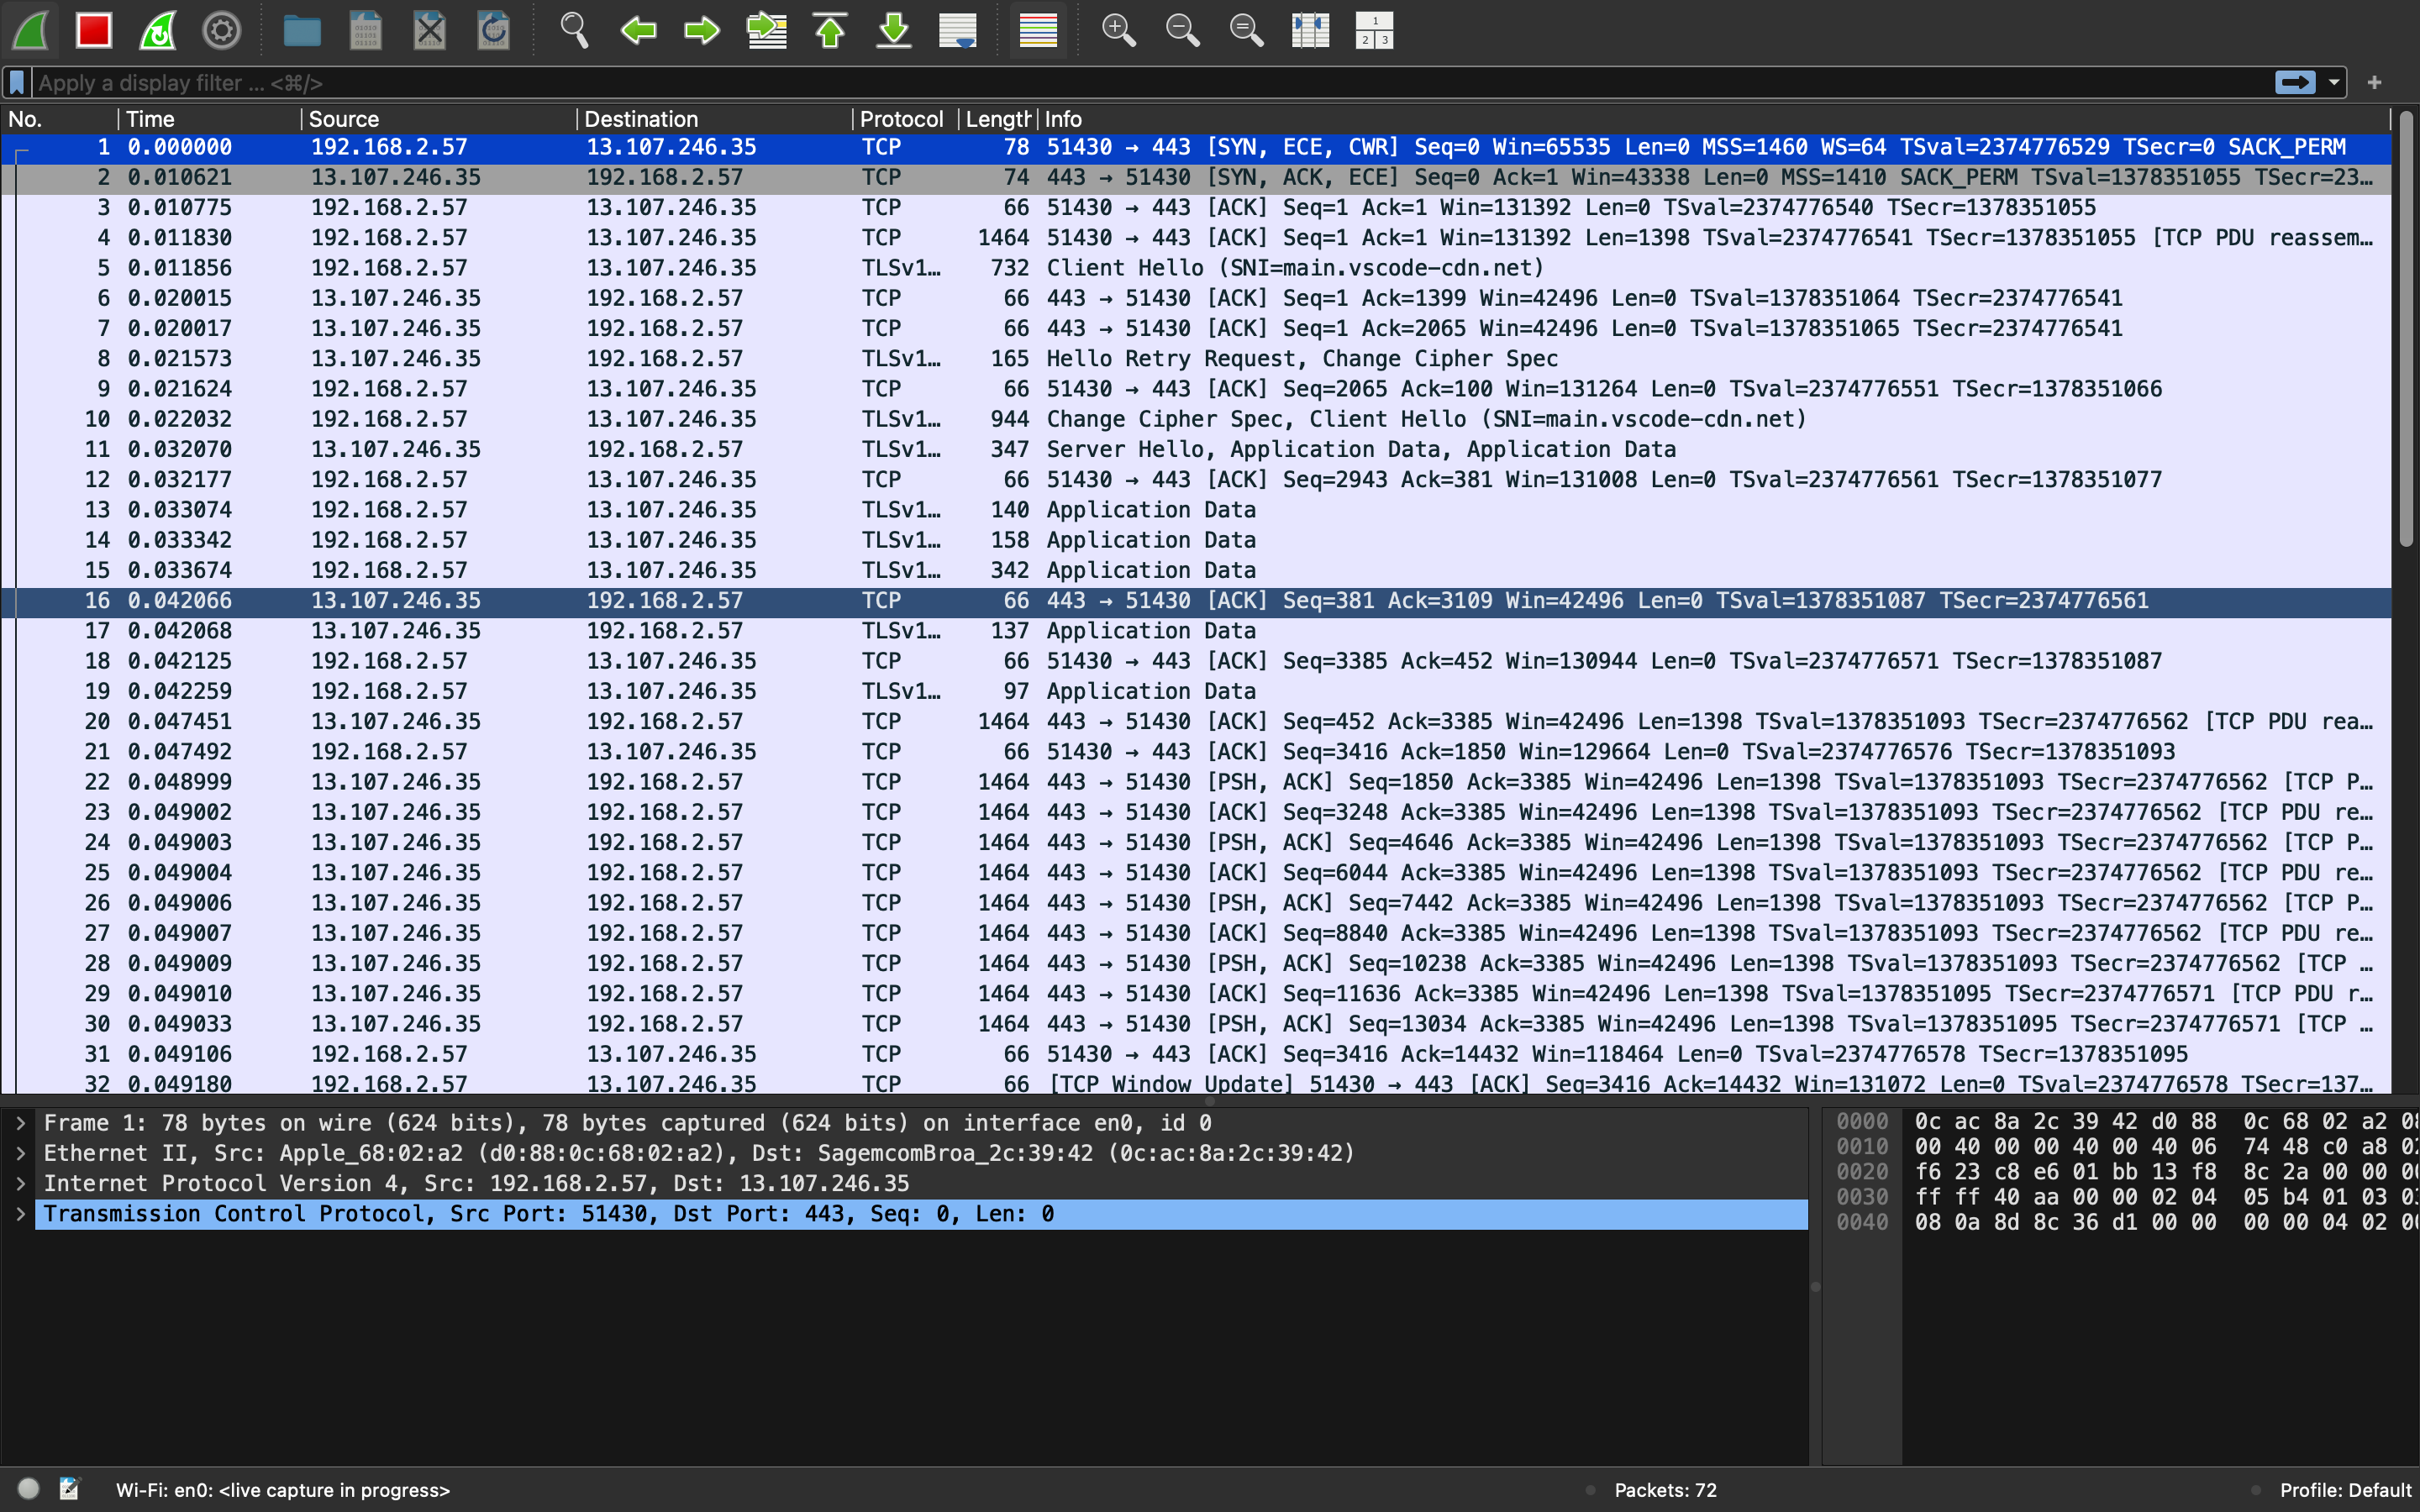 Apply a display filter ... <⌘/>
No. Time Source Destination Protocol Length Info
1 0.000000 192.168.2.57 13.107.246.35 TCP 78 51430 → 443 [SYN, ECE, CWR] Seq=0 Win=65535 Len=0 MSS=1460 WS=64 TSval=2374776529 TSecr=0 SACK_PERM
2 0.010621 13.107.246.35 192.168.2.57 TCP 74 443 → 51430 [SYN, ACK, ECE] Seq=0 Ack=1 Win=43338 Len=0 MSS=1410 SACK_PERM TSval=1378351055 TSecr=23…
3 0.010775 192.168.2.57 13.107.246.35 TCP 66 51430 → 443 [ACK] Seq=1 Ack=1 Win=131392 Len=0 TSval=2374776540 TSecr=1378351055
4 0.011830 192.168.2.57 13.107.246.35 TCP 1464 51430 → 443 [ACK] Seq=1 Ack=1 Win=131392 Len=1398 TSval=2374776541 TSecr=1378351055 [TCP PDU reassem…
5 0.011856 192.168.2.57 13.107.246.35 TLSv1… 732 Client Hello (SNI=main.vscode-cdn.net)
6 0.020015 13.107.246.35 192.168.2.57 TCP 66 443 → 51430 [ACK] Seq=1 Ack=1399 Win=42496 Len=0 TSval=1378351064 TSecr=2374776541
7 0.020017 13.107.246.35 192.168.2.57 TCP 66 443 → 51430 [ACK] Seq=1 Ack=2065 Win=42496 Len=0 TSval=1378351065 TSecr=2374776541
8 0.021573 13.107.246.35 192.168.2.57 TLSv1… 165 Hello Retry Request, Change Cipher Spec
9 0.021624 192.168.2.57 13.107.246.35 TCP 66 51430 → 443 [ACK] Seq=2065 Ack=100 Win=131264 Len=0 TSval=2374776551 TSecr=1378351066
10 0.022032 192.168.2.57 13.107.246.35 TLSv1… 944 Change Cipher Spec, Client Hello (SNI=main.vscode-cdn.net)
11 0.032070 13.107.246.35 192.168.2.57 TLSv1… 347 Server Hello, Application Data, Application Data
12 0.032177 192.168.2.57 13.107.246.35 TCP 66 51430 → 443 [ACK] Seq=2943 Ack=381 Win=131008 Len=0 TSval=2374776561 TSecr=1378351077
13 0.033074 192.168.2.57 13.107.246.35 TLSv1… 140 Application Data
14 0.033342 192.168.2.57 13.107.246.35 TLSv1… 158 Application Data
15 0.033674 192.168.2.57 13.107.246.35 TLSv1… 342 Application Data
16 0.042066 13.107.246.35 192.168.2.57 TCP 66 443 → 51430 [ACK] Seq=381 Ack=3109 Win=42496 Len=0 TSval=1378351087 TSecr=2374776561
17 0.042068 13.107.246.35 192.168.2.57 TLSv1… 137 Application Data
18 0.042125 192.168.2.57 13.107.246.35 TCP 66 51430 → 443 [ACK] Seq=3385 Ack=452 Win=130944 Len=0 TSval=2374776571 TSecr=1378351087
19 0.042259 192.168.2.57 13.107.246.35 TLSv1… 97 Application Data
20 0.047451 13.107.246.35 192.168.2.57 TCP 1464 443 → 51430 [ACK] Seq=452 Ack=3385 Win=42496 Len=1398 TSval=1378351093 TSecr=2374776562 [TCP PDU rea…
21 0.047492 192.168.2.57 13.107.246.35 TCP 66 51430 → 443 [ACK] Seq=3416 Ack=1850 Win=129664 Len=0 TSval=2374776576 TSecr=1378351093
22 0.048999 13.107.246.35 192.168.2.57 TCP 1464 443 → 51430 [PSH, ACK] Seq=1850 Ack=3385 Win=42496 Len=1398 TSval=1378351093 TSecr=2374776562 [TCP P…
23 0.049002 13.107.246.35 192.168.2.57 TCP 1464 443 → 51430 [ACK] Seq=3248 Ack=3385 Win=42496 Len=1398 TSval=1378351093 TSecr=2374776562 [TCP PDU re…
24 0.049003 13.107.246.35 192.168.2.57 TCP 1464 443 → 51430 [PSH, ACK] Seq=4646 Ack=3385 Win=42496 Len=1398 TSval=1378351093 TSecr=2374776562 [TCP P…
25 0.049004 13.107.246.35 192.168.2.57 TCP 1464 443 → 51430 [ACK] Seq=6044 Ack=3385 Win=42496 Len=1398 TSval=1378351093 TSecr=2374776562 [TCP PDU re…
26 0.049006 13.107.246.35 192.168.2.57 TCP 1464 443 → 51430 [PSH, ACK] Seq=7442 Ack=3385 Win=42496 Len=1398 TSval=1378351093 TSecr=2374776562 [TCP P…
27 0.049007 13.107.246.35 192.168.2.57 TCP 1464 443 → 51430 [ACK] Seq=8840 Ack=3385 Win=42496 Len=1398 TSval=1378351093 TSecr=2374776562 [TCP PDU re…
28 0.049009 13.107.246.35 192.168.2.57 TCP 1464 443 → 51430 [PSH, ACK] Seq=10238 Ack=3385 Win=42496 Len=1398 TSval=1378351093 TSecr=2374776562 [TCP …
29 0.049010 13.107.246.35 192.168.2.57 TCP 1464 443 → 51430 [ACK] Seq=11636 Ack=3385 Win=42496 Len=1398 TSval=1378351095 TSecr=2374776571 [TCP PDU r…
30 0.049033 13.107.246.35 192.168.2.57 TCP 1464 443 → 51430 [PSH, ACK] Seq=13034 Ack=3385 Win=42496 Len=1398 TSval=1378351095 TSecr=2374776571 [TCP …
31 0.049106 192.168.2.57 13.107.246.35 TCP 66 51430 → 443 [ACK] Seq=3416 Ack=14432 Win=118464 Len=0 TSval=2374776578 TSecr=1378351095
32 0.049180 192.168.2.57 13.107.246.35 TCP 66 [TCP Window Update] 51430 → 443 [ACK] Seq=3416 Ack=14432 Win=131072 Len=0 TSval=2374776578 TSecr=137…
Frame 1: 78 bytes on wire (624 bits), 78 bytes captured (624 bits) on interface en0, id 0
Ethernet II, Src: Apple_68:02:a2 (d0:88:0c:68:02:a2), Dst: SagemcomBroa_2c:39:42 (0c:ac:8a:2c:39:42)
Internet Protocol Version 4, Src: 192.168.2.57, Dst: 13.107.246.35
Transmission Control Protocol, Src Port: 51430, Dst Port: 443, Seq: 0, Len: 0
0000 0c ac 8a 2c 39 42 d0 88 0c 68 02 a2
0010 00 40 00 00 40 00 40 06 74 48 c0 a8
0020 f6 23 c8 e6 01 bb 13 f8 8c 2a 00 00
0030 ff ff 40 aa 00 00 02 04 05 b4 01 03
0040 08 0a 8d 8c 36 d1 00 00 00 00 04 02
Wi-Fi: en0: <live capture in progress>
Packets: 72
Profile: Default